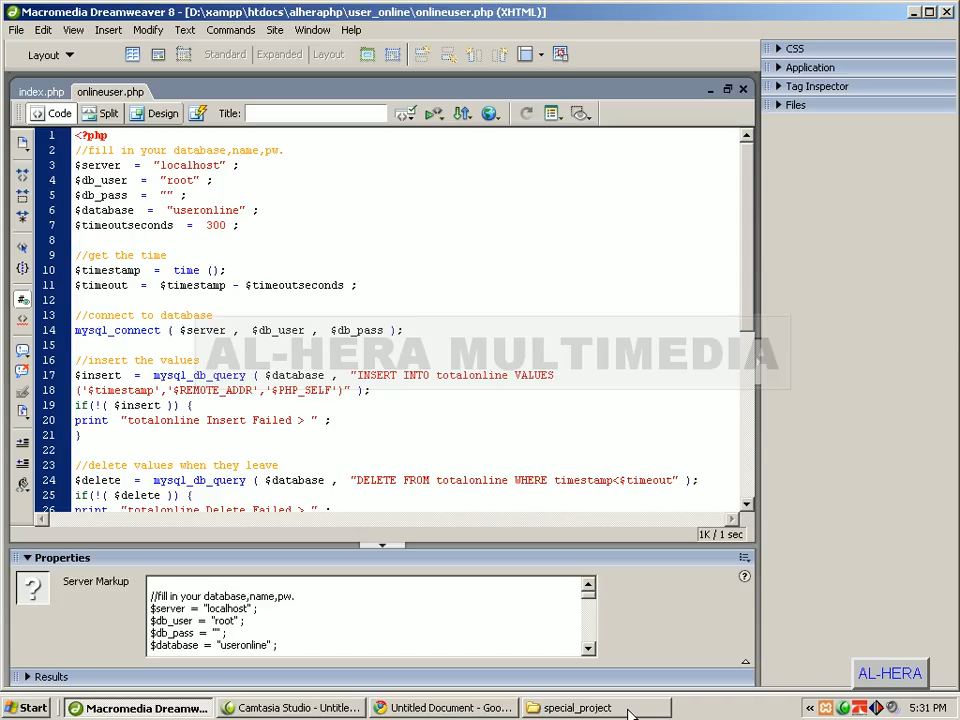 Macromedia Dreamweaver 8 - [D:\xampp\htdocs\alheraphp\user_online\onlineuser.php (XHTML)]
File Edit View Insert Modify Text Commands Site Window Help
Layout Standard Expanded Layout
CSS
Application
Tag Inspector
Files
index.php onlineuser.php
Code Split Design Title:
1 <?php
2 //fill in your database,name,pw.
3 $server = "localhost" ;
4 $db_user = "root" ;
5 $db_pass = "" ;
6 $database = "useronline" ;
7 $timeoutseconds = 300 ;
8
9 //get the time
10 $timestamp = time ();
11 $timeout = $timestamp - $timeoutseconds ;
12
13 //connect to database
14 mysql_connect ( $server , $db_user , $db_pass );
15
16 //insert the values
17 $insert = mysql_db_query ( $database , "INSERT INTO totalonline VALUES
18 ('$timestamp','$REMOTE_ADDR','$PHP_SELF')" );
19 if(!( $insert )) {
20 print "totalonline Insert Failed > " ;
21 }
22
23 //delete values when they leave
24 $delete = mysql_db_query ( $database , "DELETE FROM totalonline WHERE timestamp<$timeout" );
25 if(!( $delete )) {
26 print "totalonline Delete Failed > " ;
AL-HERA MULTIMEDIA
1K / 1 sec
Properties
Server Markup
//fill in your database,name,pw.
$server = "localhost" ;
$db_user = "root" ;
$db_pass = "" ;
$database = "useronline" ;
Results
AL-HERA
Start Macromedia Dreamw... Camtasia Studio - Untitle... Untitled Document - Goo... special_project 5:31 PM